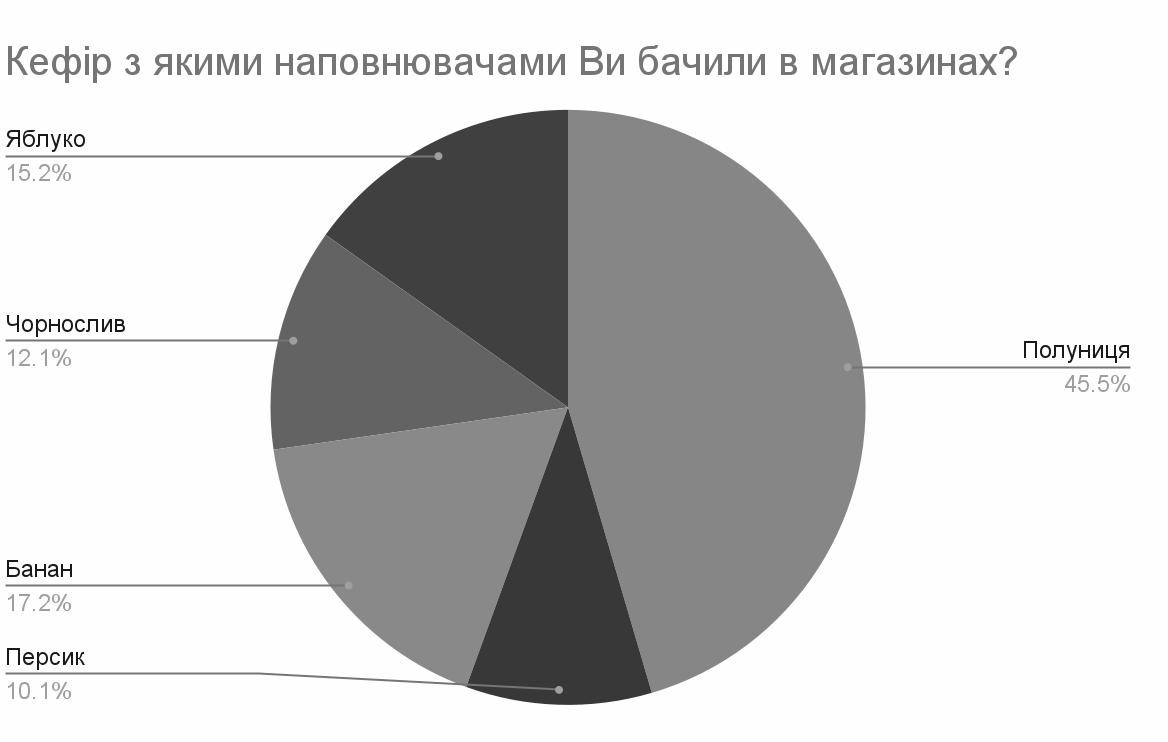 Кефір з якими наповнювачами Ви бачили в магазинах?
Яблуко
15.2%
Чорнослив
12.1%
Полуниця
45.5%
Банан
17.2%
Персик
10.1%